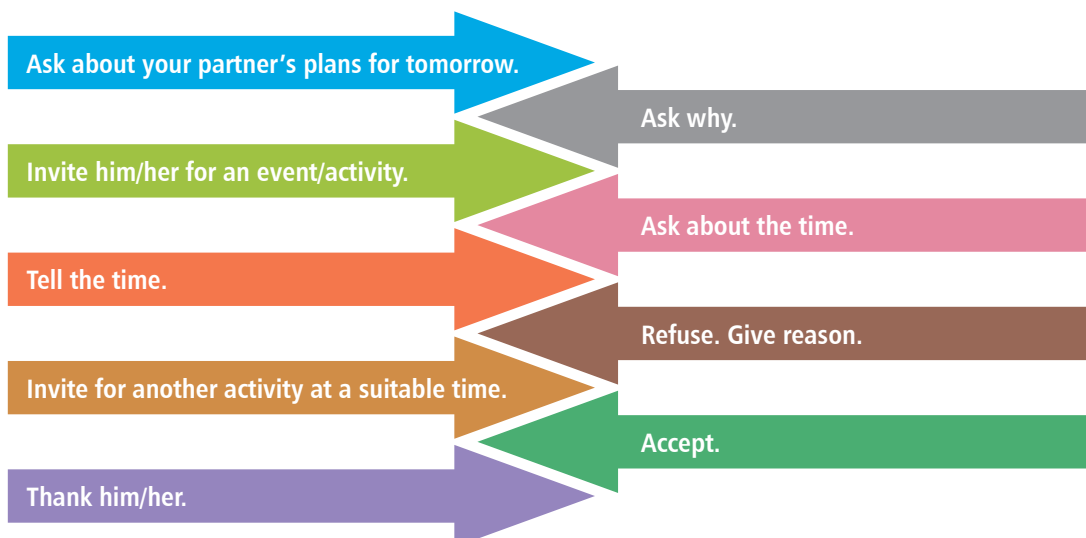 Ask about your partner’s plans for tomorrow.
Ask why.
Invite him/her for an event/activity.
Ask about the time.
Tell the time.
Refuse. Give reason.
Invite for another activity at a suitable time.
Accept.
Thank him/her.